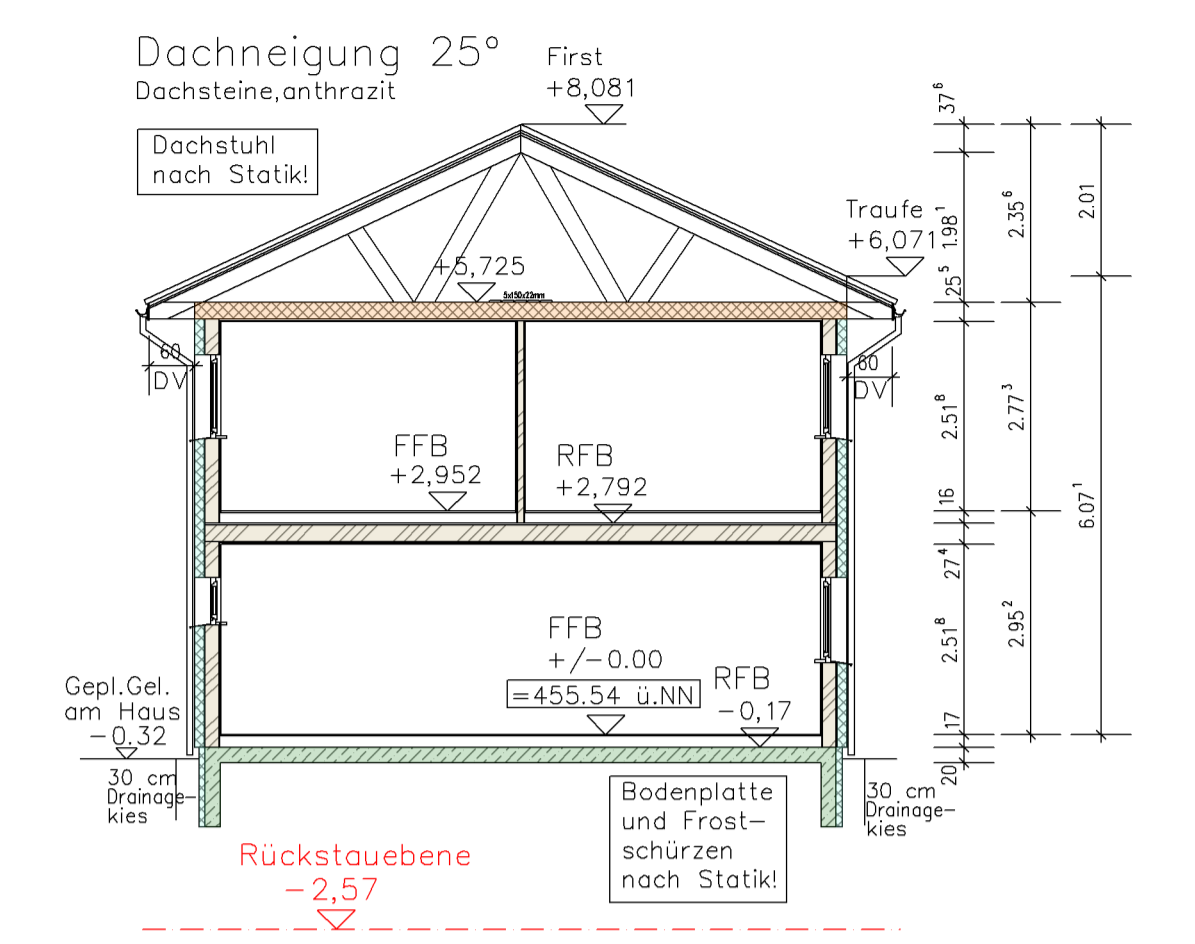 Dachneigung 25°
Dachsteine,anthrazit
First
+8,081
Dachstuhl
nach Statik!
Traufe
+6,071
+5,725
5x150x22mm
60
DV
60
DV
FFB
+2,952
RFB
+2,792
FFB
+/-0.00
=455.54 ü.NN
RFB
-0,17
Gepl.Gel.
am Haus
-0,32
30 cm
Drainage-
kies
30 cm
Drainage-
kies
Bodenplatte
und Frost-
schürzen
nach Statik!
Rückstauebene
-2,57
37⁶
1.98¹
25⁵
2.51⁸
16
27⁴
2.51⁸
17
20
2.35⁶
2.77³
2.95²
2.01
6.07¹